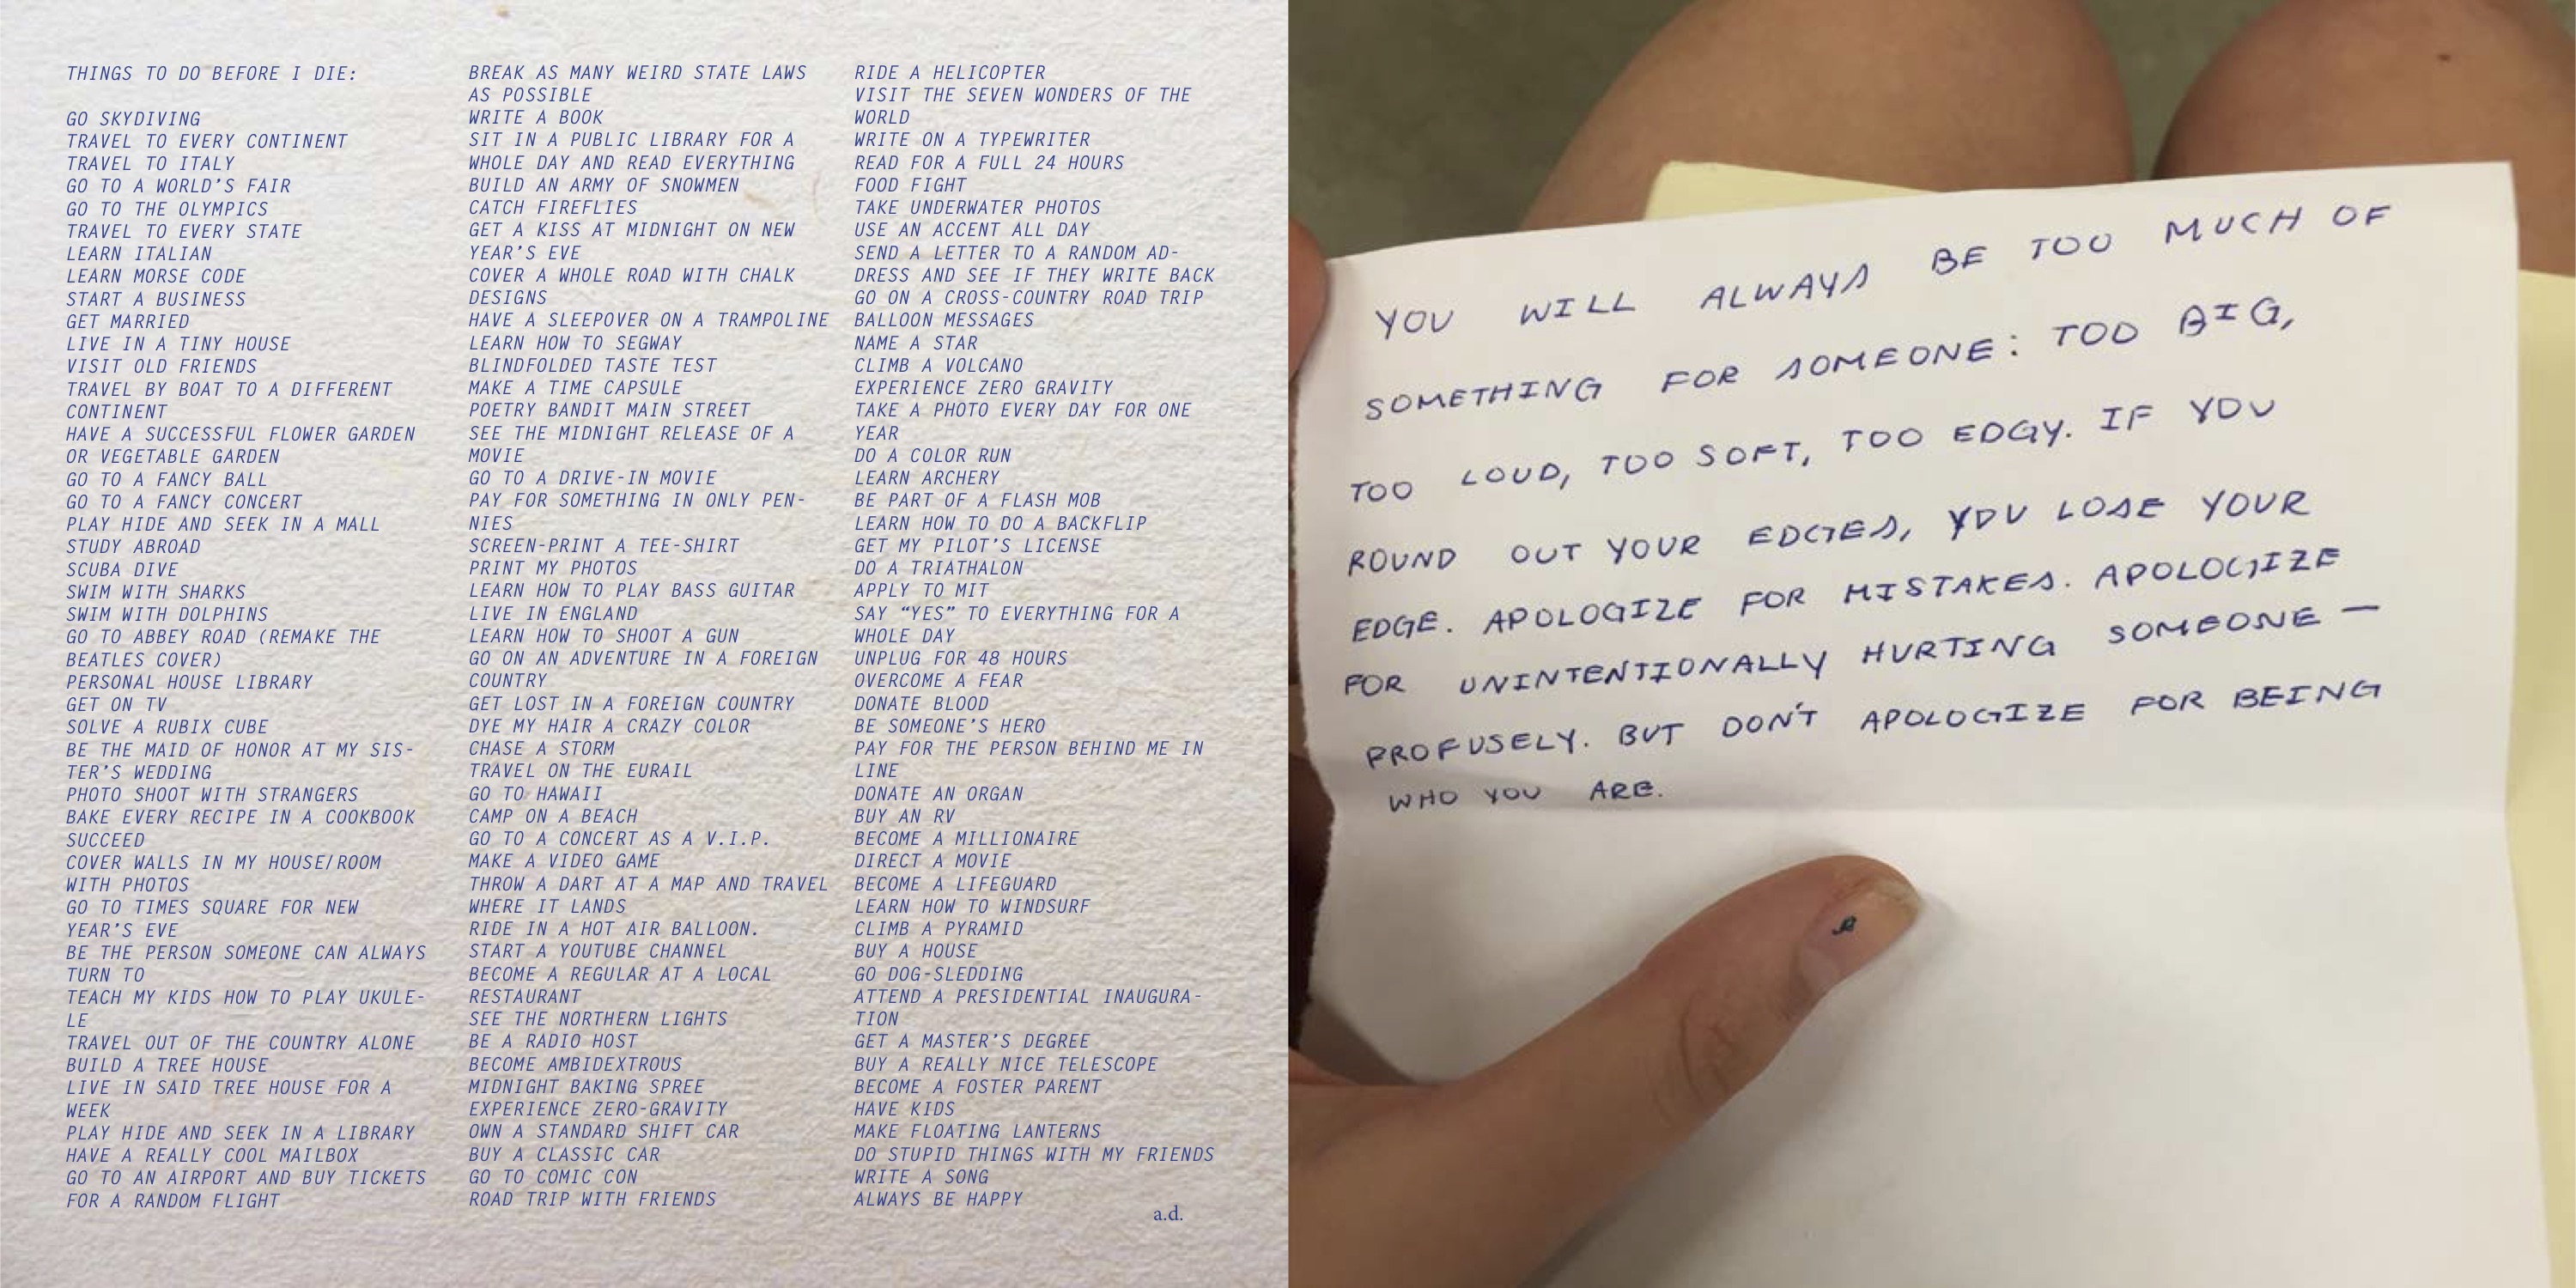 THINGS TO DO BEFORE I DIE:
GO SKYDIVING
TRAVEL TO EVERY CONTINENT
TRAVEL TO ITALY
GO TO A WORLD'S FAIR
GO TO THE OLYMPICS
TRAVEL TO EVERY STATE
LEARN ITALIAN
LEARN MORSE CODE
START A BUSINESS
GET MARRIED
LIVE IN A TINY HOUSE
VISIT OLD FRIENDS
TRAVEL BY BOAT TO A DIFFERENT
CONTINENT
HAVE A SUCCESSFUL FLOWER GARDEN
OR VEGETABLE GARDEN
GO TO A FANCY BALL
GO TO A FANCY CONCERT
PLAY HIDE AND SEEK IN A MALL
STUDY ABROAD
SCUBA DIVE
SWIM WITH SHARKS
SWIM WITH DOLPHINS
GO TO ABBEY ROAD (REMAKE THE
BEATLES COVER)
PERSONAL HOUSE LIBRARY
GET ON TV
SOLVE A RUBIX CUBE
BE THE MAID OF HONOR AT MY SIS-
TER'S WEDDING
PHOTO SHOOT WITH STRANGERS
BAKE EVERY RECIPE IN A COOKBOOK
SUCCEED
COVER WALLS IN MY HOUSE/ROOM
WITH PHOTOS
GO TO TIMES SQUARE FOR NEW
YEAR'S EVE
BE THE PERSON SOMEONE CAN ALWAYS
TURN TO
TEACH MY KIDS HOW TO PLAY UKULE-
LE
TRAVEL OUT OF THE COUNTRY ALONE
BUILD A TREE HOUSE
LIVE IN SAID TREE HOUSE FOR A
WEEK
PLAY HIDE AND SEEK IN A LIBRARY
HAVE A REALLY COOL MAILBOX
GO TO AN AIRPORT AND BUY TICKETS
FOR A RANDOM FLIGHT
BREAK AS MANY WEIRD STATE LAWS
AS POSSIBLE
WRITE A BOOK
SIT IN A PUBLIC LIBRARY FOR A
WHOLE DAY AND READ EVERYTHING
BUILD AN ARMY OF SNOWMEN
CATCH FIREFLIES
GET A KISS AT MIDNIGHT ON NEW
YEAR'S EVE
COVER A WHOLE ROAD WITH CHALK
DESIGNS
HAVE A SLEEPOVER ON A TRAMPOLINE
LEARN HOW TO SEGWAY
BLINDFOLDED TASTE TEST
MAKE A TIME CAPSULE
POETRY BANDIT MAIN STREET
SEE THE MIDNIGHT RELEASE OF A
MOVIE
GO TO A DRIVE-IN MOVIE
PAY FOR SOMETHING IN ONLY PEN-
NIES
SCREEN-PRINT A TEE-SHIRT
PRINT MY PHOTOS
LEARN HOW TO PLAY BASS GUITAR
LIVE IN ENGLAND
LEARN HOW TO SHOOT A GUN
GO ON AN ADVENTURE IN A FOREIGN
COUNTRY
GET LOST IN A FOREIGN COUNTRY
DYE MY HAIR A CRAZY COLOR
CHASE A STORM
TRAVEL ON THE EURAIL
GO TO HAWAII
CAMP ON A BEACH
GO TO A CONCERT AS A V.I.P.
MAKE A VIDEO GAME
THROW A DART AT A MAP AND TRAVEL
WHERE IT LANDS
RIDE IN A HOT AIR BALLOON.
START A YOUTUBE CHANNEL
BECOME A REGULAR AT A LOCAL
RESTAURANT
SEE THE NORTHERN LIGHTS
BE A RADIO HOST
BECOME AMBIDEXTROUS
MIDNIGHT BAKING SPREE
EXPERIENCE ZERO-GRAVITY
OWN A STANDARD SHIFT CAR
BUY A CLASSIC CAR
GO TO COMIC CON
ROAD TRIP WITH FRIENDS
RIDE A HELICOPTER
VISIT THE SEVEN WONDERS OF THE
WORLD
WRITE ON A TYPEWRITER
READ FOR A FULL 24 HOURS
FOOD FIGHT
TAKE UNDERWATER PHOTOS
USE AN ACCENT ALL DAY
SEND A LETTER TO A RANDOM AD-
DRESS AND SEE IF THEY WRITE BACK
GO ON A CROSS-COUNTRY ROAD TRIP
BALLOON MESSAGES
NAME A STAR
CLIMB A VOLCANO
EXPERIENCE ZERO GRAVITY
TAKE A PHOTO EVERY DAY FOR ONE
YEAR
DO A COLOR RUN
LEARN ARCHERY
BE PART OF A FLASH MOB
LEARN HOW TO DO A BACKFLIP
GET MY PILOT'S LICENSE
DO A TRIATHALON
APPLY TO MIT
SAY "YES" TO EVERYTHING FOR A
WHOLE DAY
UNPLUG FOR 48 HOURS
OVERCOME A FEAR
DONATE BLOOD
BE SOMEONE'S HERO
PAY FOR THE PERSON BEHIND ME IN
LINE
DONATE AN ORGAN
BUY AN RV
BECOME A MILLIONAIRE
DIRECT A MOVIE
BECOME A LIFEGUARD
LEARN HOW TO WINDSURF
CLIMB A PYRAMID
BUY A HOUSE
GO DOG-SLEDDING
ATTEND A PRESIDENTIAL INAUGURA-
TION
GET A MASTER'S DEGREE
BUY A REALLY NICE TELESCOPE
BECOME A FOSTER PARENT
HAVE KIDS
MAKE FLOATING LANTERNS
DO STUPID THINGS WITH MY FRIENDS
WRITE A SONG
ALWAYS BE HAPPY
a.d.
YOU WILL ALWAYS BE TOO MUCH OF
SOMETHING FOR SOMEONE: TOO BIG,
TOO LOUD, TOO SOFT, TOO EDGY. IF YOU
ROUND OUT YOUR EDGES, YOU LOSE YOUR
EDGE. APOLOGIZE FOR MISTAKES. APOLOGIZE
FOR UNINTENTIONALLY HURTING SOMEONE —
PROFUSELY. BUT DON'T APOLOGIZE FOR BEING
WHO YOU ARE.